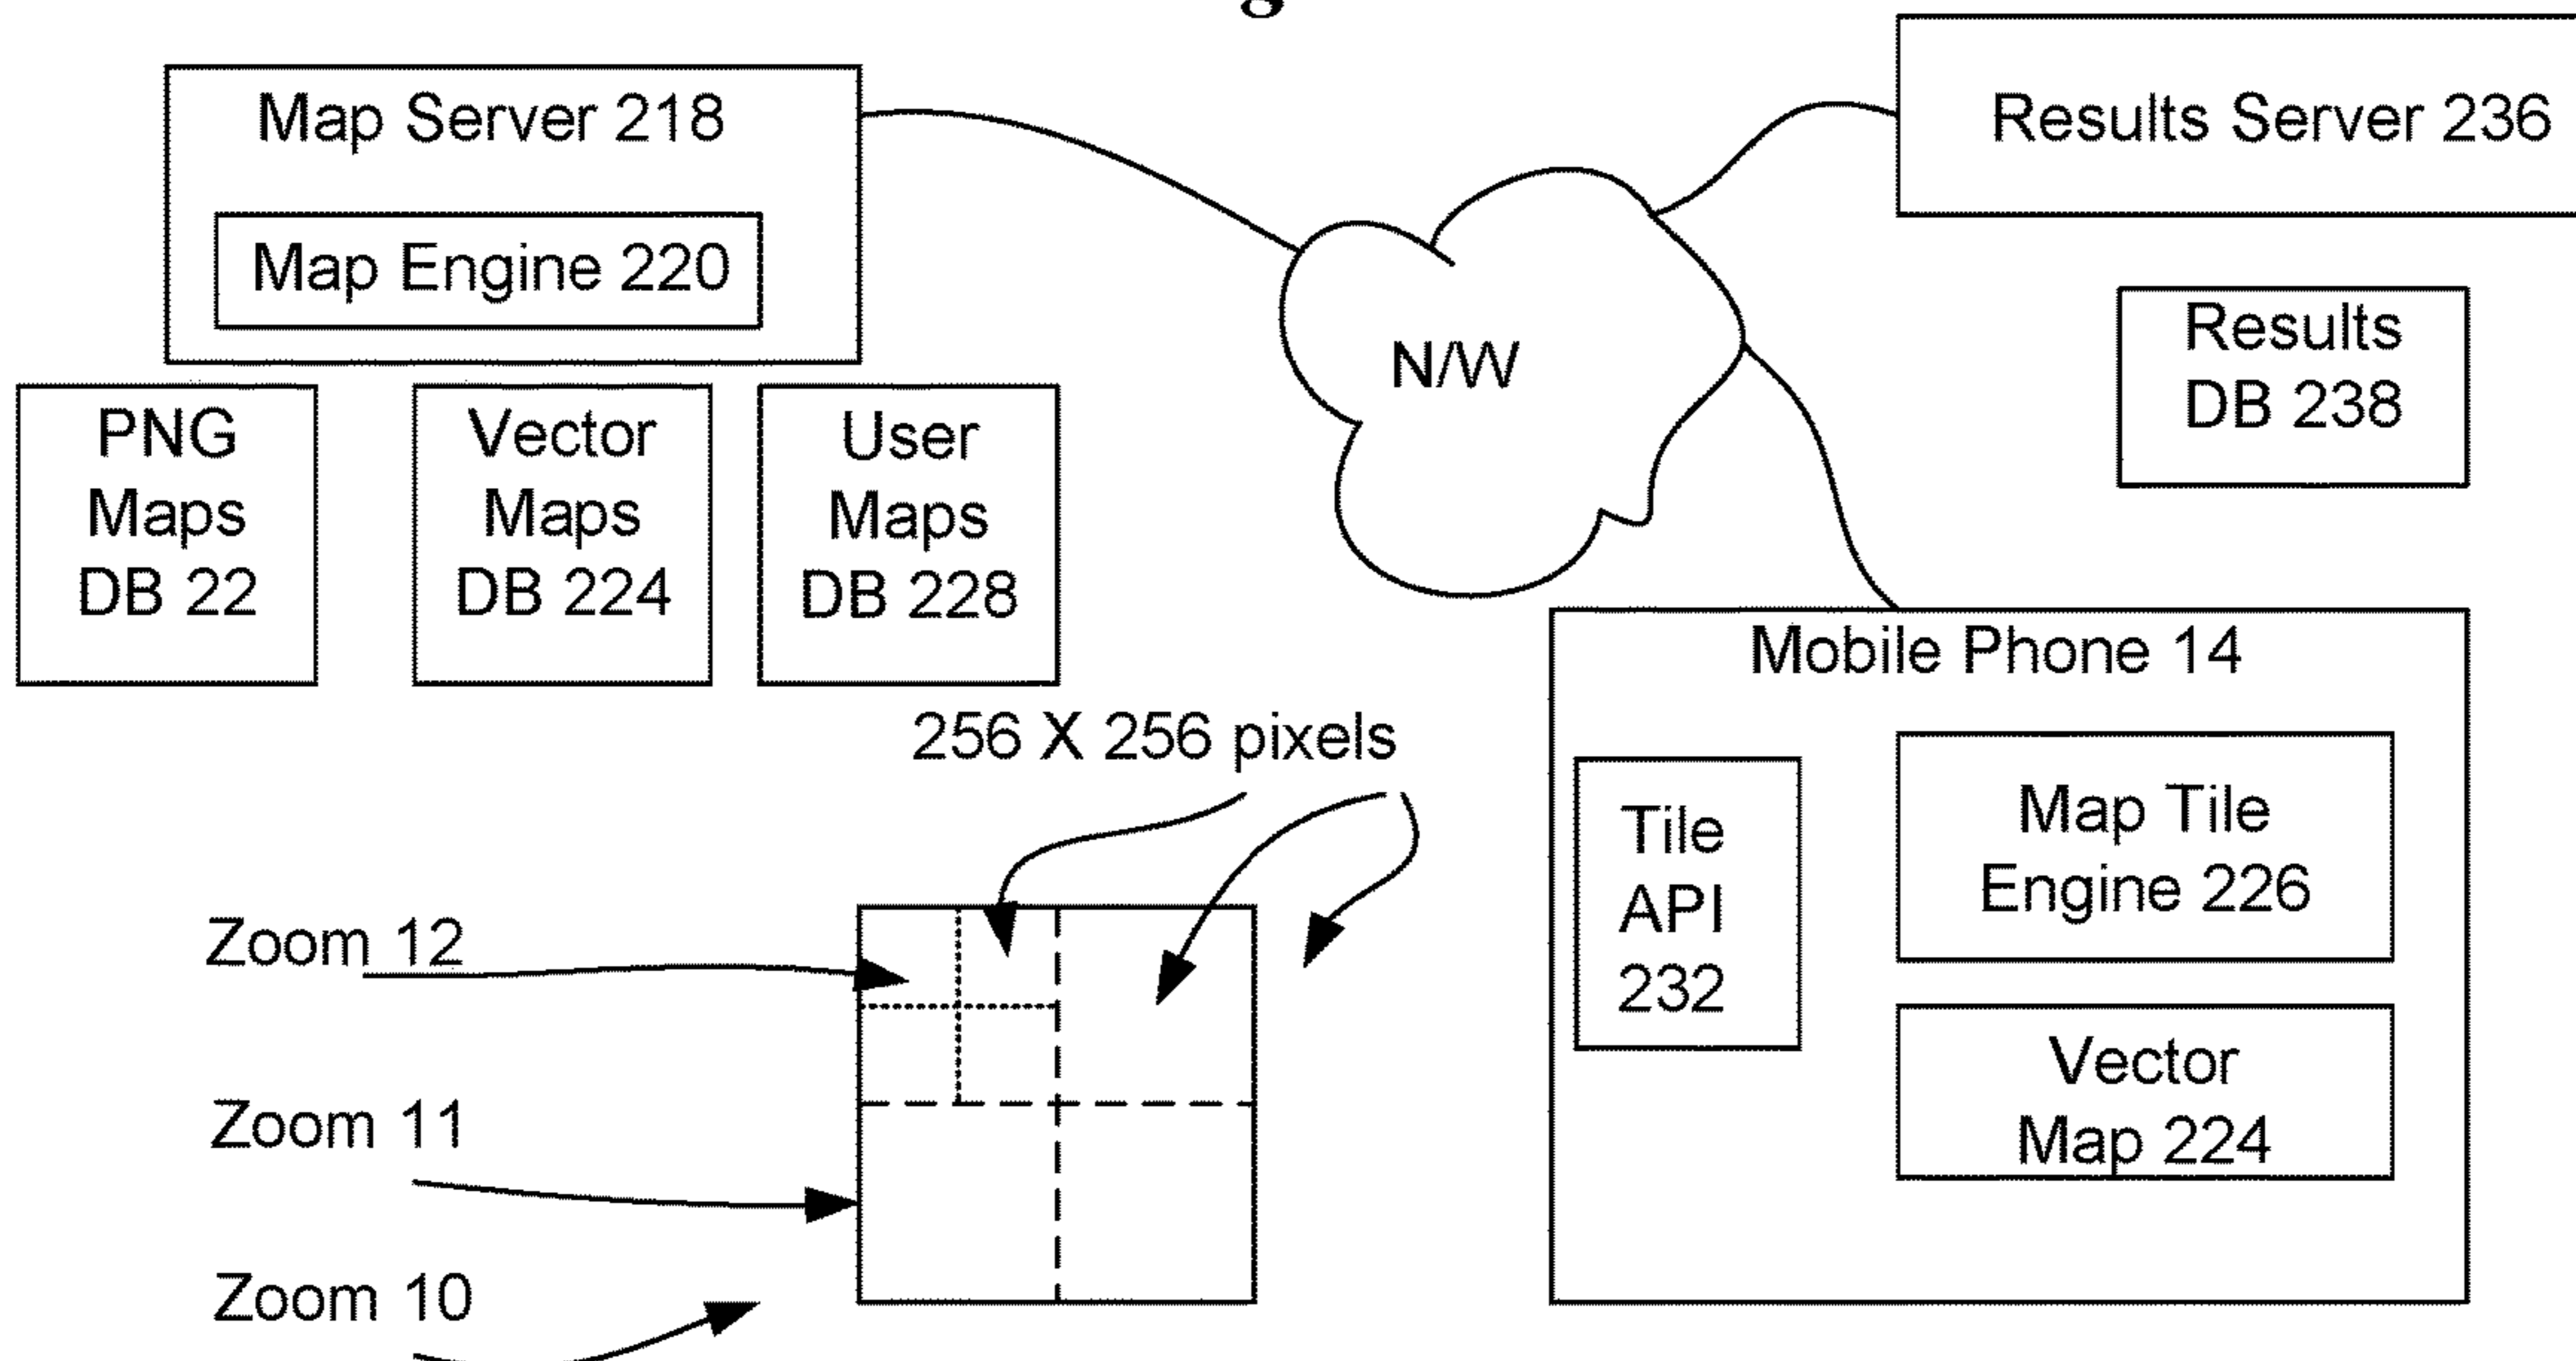 Map Server 218
Map Engine 220
PNG
Maps
DB 22
Vector
Maps
DB 224
User
Maps
DB 228
N/W
Results Server 236
Results
DB 238
Mobile Phone 14
Tile
API
232
Map Tile
Engine 226
Vector
Map 224
256 X 256 pixels
Zoom 12
Zoom 11
Zoom 10